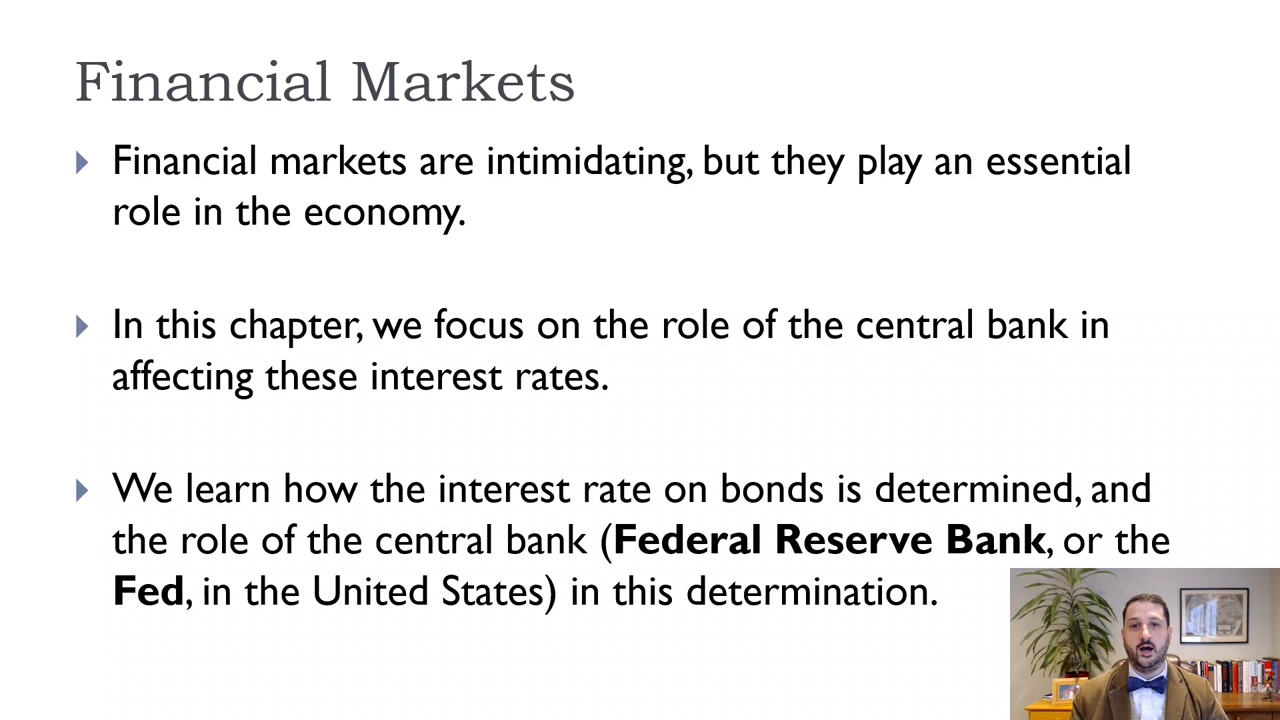 Financial Markets
Financial markets are intimidating, but they play an essential
role in the economy.
In this chapter, we focus on the role of the central bank in
affecting these interest rates.
We learn how the interest rate on bonds is determined, and
the role of the central bank (Federal Reserve Bank, or the
Fed, in the United States) in this determination.